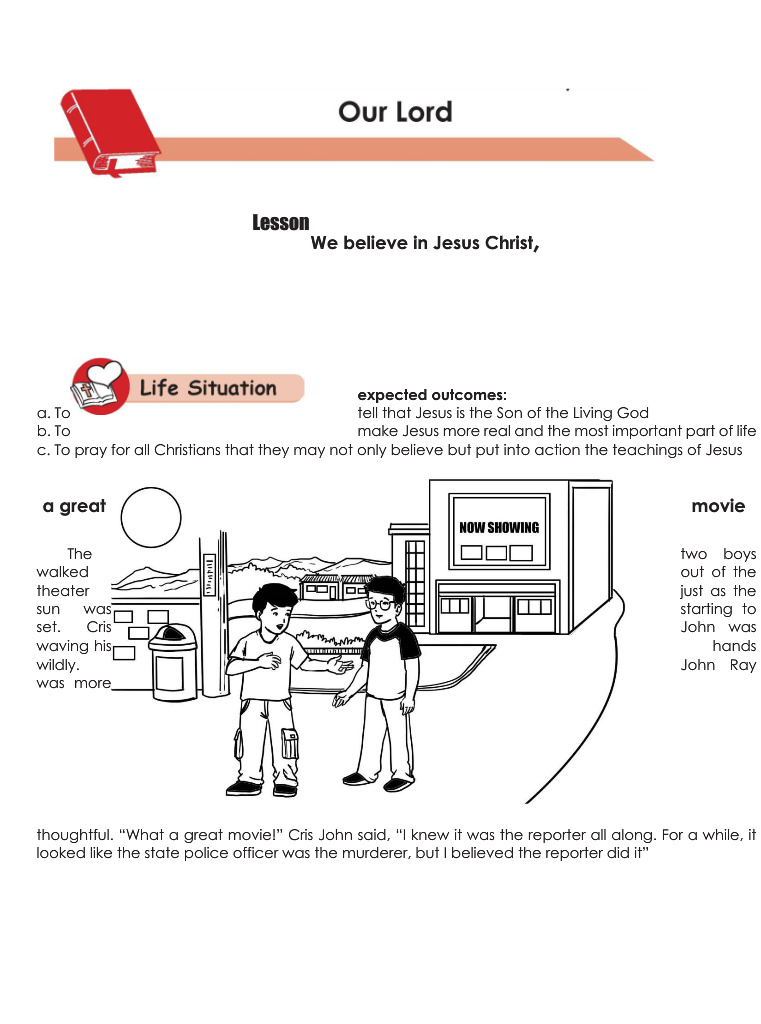 Our Lord
Lesson
We believe in Jesus Christ,
Life Situation
expected outcomes:
a. To tell that Jesus is the Son of the Living God
b. To make Jesus more real and the most important part of life
c. To pray for all Christians that they may not only believe but put into action the teachings of Jesus
a great movie
NOW SHOWING
The two boys
walked out of the
theater just as the
sun was starting to
set. Cris John was
waving his hands
wildly. John Ray
was more
thoughtful. “What a great movie!” Cris John said, “I knew it was the reporter all along. For a while, it
looked like the state police officer was the murderer, but I believed the reporter did it”